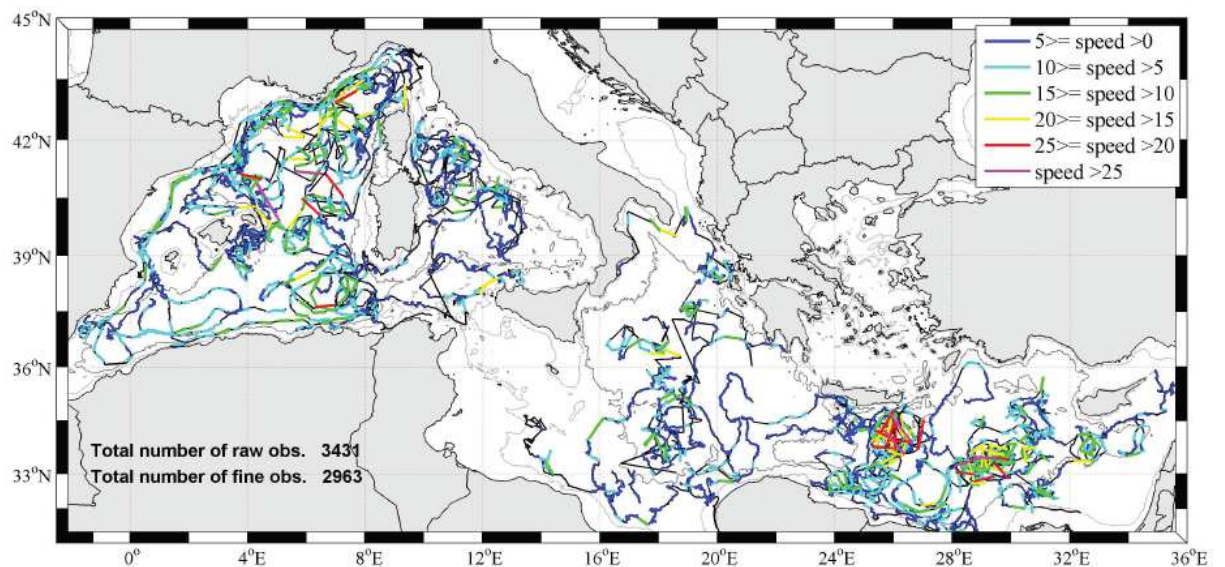 45°N
42°N
39°N
36°N
33°N
5>= speed >0
10>= speed >5
15>= speed >10
20>= speed >15
25>= speed >20
speed >25
Total number of raw obs. 3431
Total number of fine obs. 2963
0°
4°E
8°E
12°E
16°E
20°E
24°E
28°E
32°E
36°E